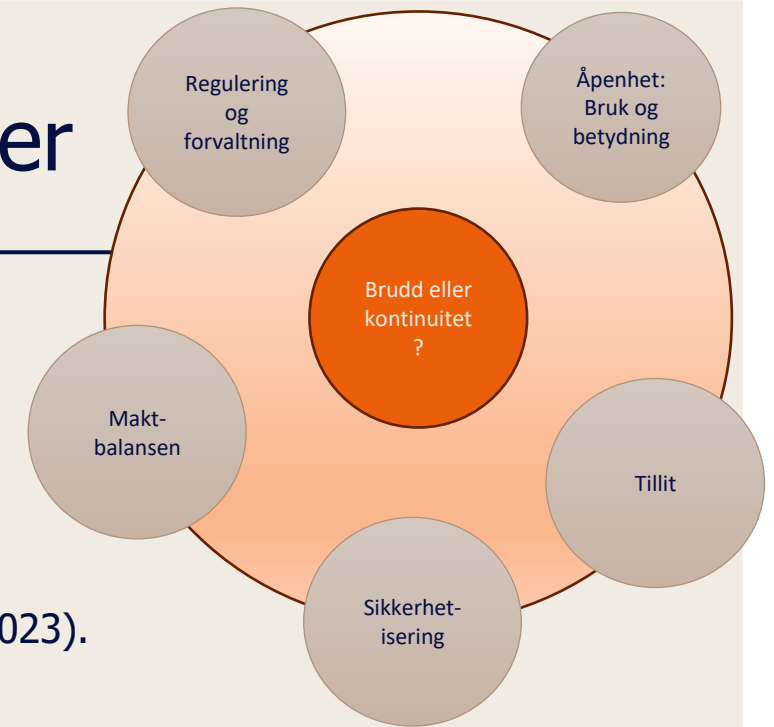 er
Regulering
og
forvaltning
Åpenhet:
Bruk og
betydning
Brudd eller
kontinuitet
?
Makt-
balansen
Tillit
Sikkerhet-
isering
023).